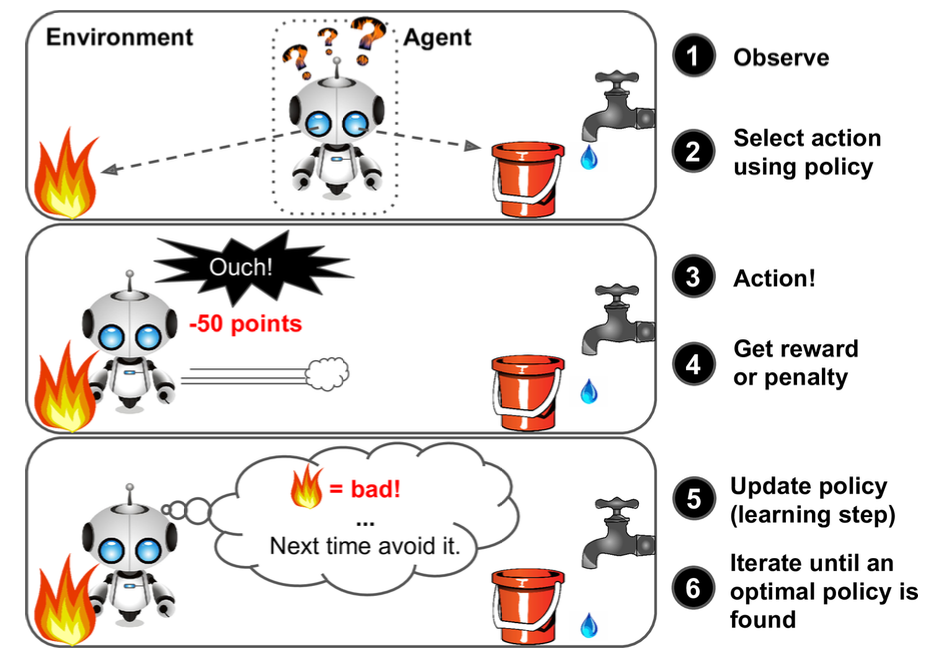 Environment
Agent
? ? ?
1 Observe
2 Select action
using policy
Ouch!
-50 points
3 Action!
4 Get reward
or penalty
= bad!
...
Next time avoid it.
5 Update policy
(learning step)
6 Iterate until an
optimal policy is
found